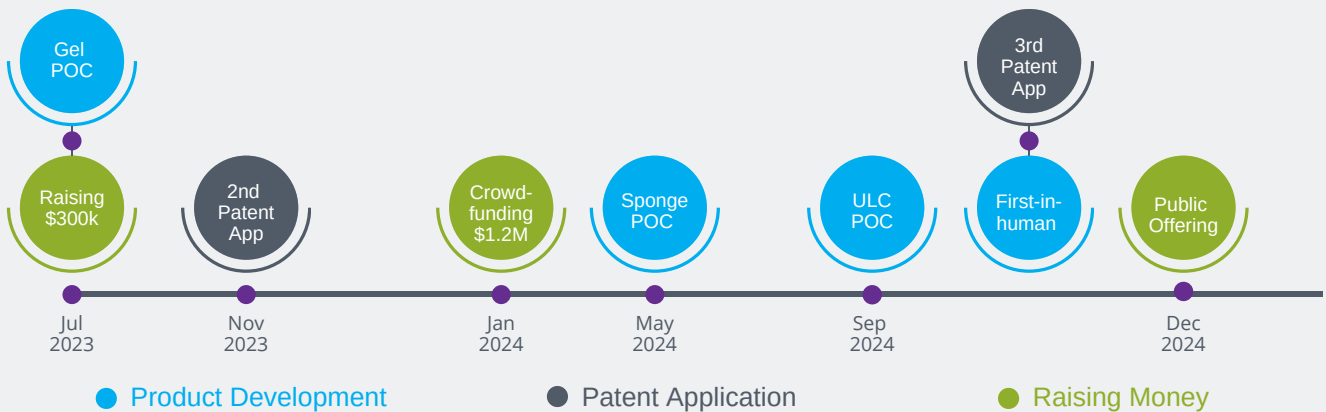 Gel
POC
3rd
Patent
App
Raising
$300k
2nd
Patent
App
Crowd-
funding
$1.2M
Sponge
POC
ULC
POC
First-in-
human
Public
Offering
Jul
2023
Nov
2023
Jan
2024
May
2024
Sep
2024
Dec
2024
Product Development
Patent Application
Raising Money